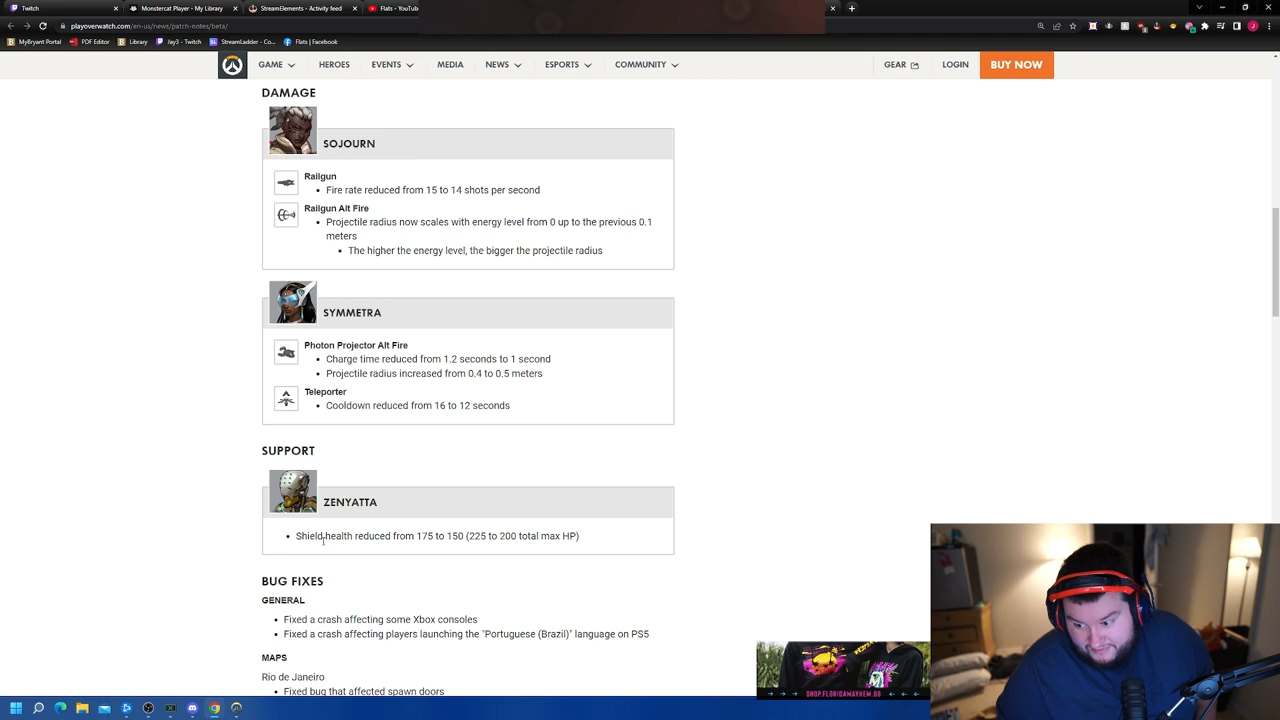 Twitch
Monstercat Player - My Library
StreamElements - Activity feed
Flats - YouTube
playoverwatch.com/en-us/news/patch-notes/beta/
MyBryant Portal
PDF Editor
Library
Jay3 - Twitch
StreamLadder - Co...
Flats | Facebook
GAME
HEROES
EVENTS
MEDIA
NEWS
ESPORTS
COMMUNITY
GEAR
LOGIN
BUY NOW
DAMAGE
SOJOURN
Railgun
• Fire rate reduced from 15 to 14 shots per second
Railgun Alt Fire
• Projectile radius now scales with energy level from 0 up to the previous 0.1
meters
• The higher the energy level, the bigger the projectile radius
SYMMETRA
Photon Projector Alt Fire
• Charge time reduced from 1.2 seconds to 1 second
• Projectile radius increased from 0.4 to 0.5 meters
Teleporter
• Cooldown reduced from 16 to 12 seconds
SUPPORT
ZENYATTA
• Shield health reduced from 175 to 150 (225 to 200 total max HP)
BUG FIXES
GENERAL
• Fixed a crash affecting some Xbox consoles
• Fixed a crash affecting players launching the "Portuguese (Brazil)" language on PS5
MAPS
Rio de Janeiro
• Fixed bug that affected spawn doors
SHOP.FLORIDAMAYHEM.GG